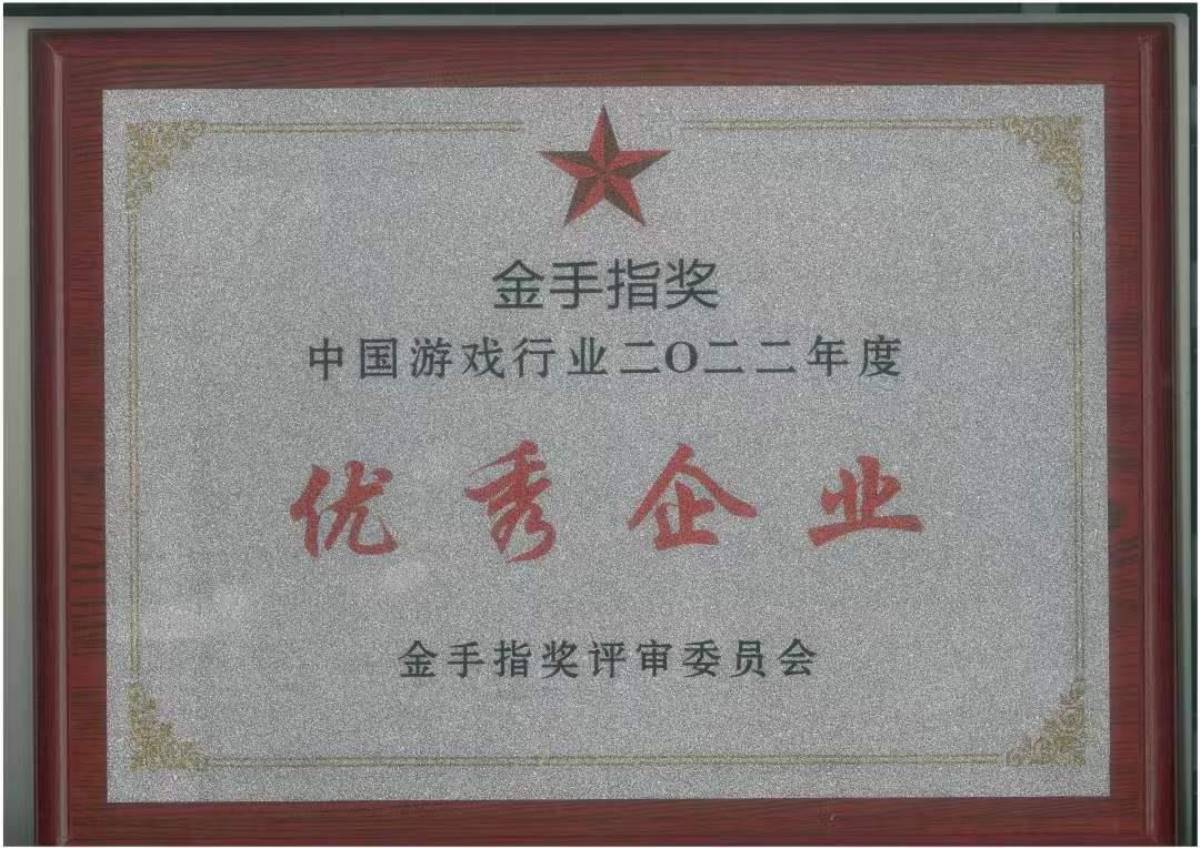 金手指奖
中国游戏行业二O二二年度
优秀企业
金手指奖评审委员会